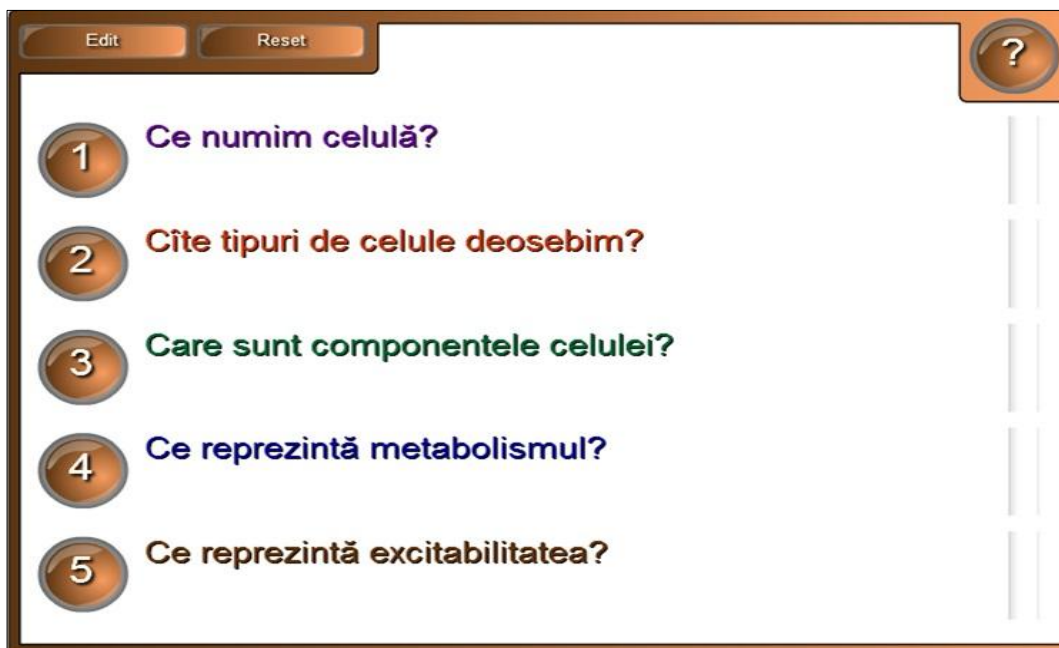 Edit Reset
?
1 Ce numim celulă?
2 Cîte tipuri de celule deosebim?
3 Care sunt componentele celulei?
4 Ce reprezintă metabolismul?
5 Ce reprezintă excitabilitatea?